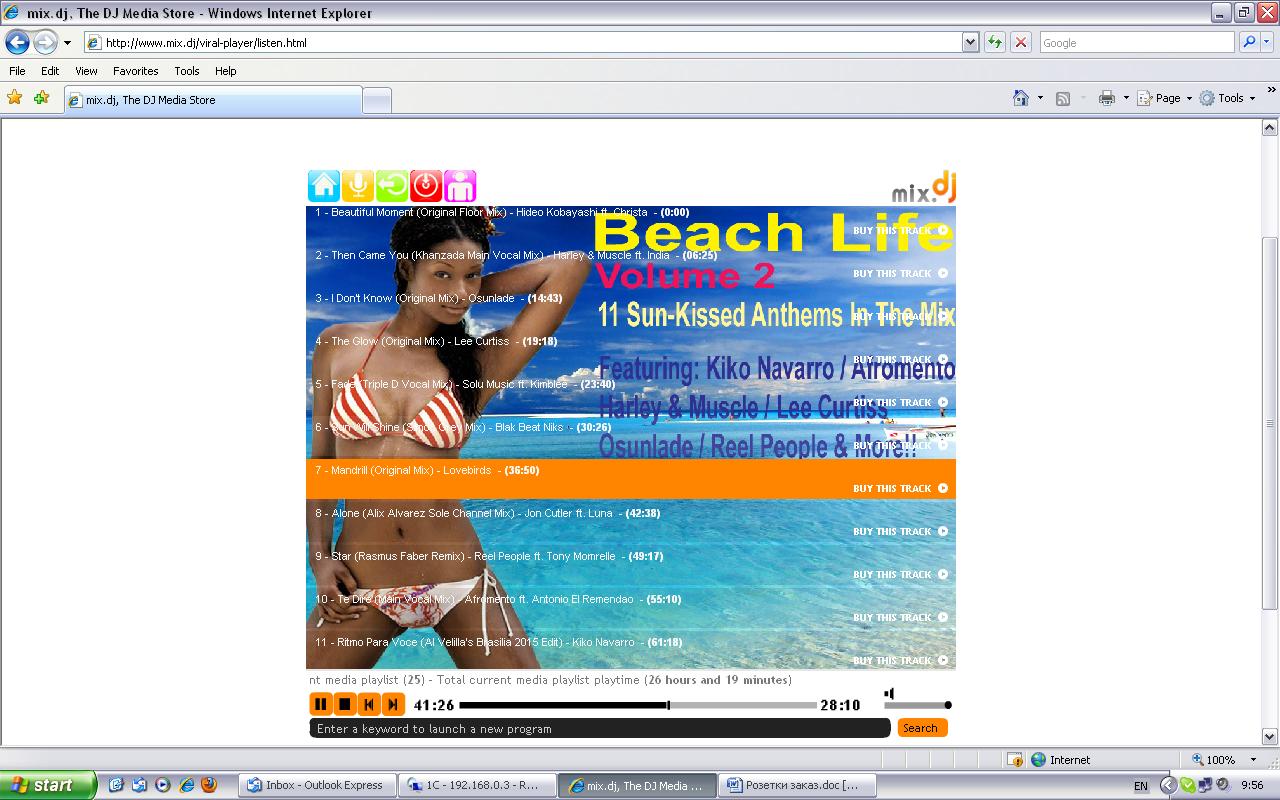 mix.dj, The DJ Media Store - Windows Internet Explorer
http://www.mix.dj/viral-player/listen.html
Google
File Edit View Favorites Tools Help
mix.dj, The DJ Media Store
Page Tools
mix.dj
Beach Life
Volume 2
11 Sun-Kissed Anthems In The Mix
Featuring: Kiko Navarro / Afromento
Harley & Muscle / Lee Curtiss
Osunlade / Reel People & More!!
1 - Beautiful Moment (Original Floor Mix) - Hideo Kobayashi ft. Christa - (0:00)
BUY THIS TRACK
2 - Then Came You (Khanzada Main Vocal Mix) - Harley & Muscle ft. India - (06:25)
BUY THIS TRACK
3 - I Don't Know (Original Mix) - Osunlade - (14:43)
BUY THIS TRACK
4 - The Glow (Original Mix) - Lee Curtiss - (19:18)
BUY THIS TRACK
5 - Fade (Triple D Vocal Mix) - Solu Music ft. Kimblee - (23:40)
BUY THIS TRACK
6 - Sun Will Shine (Simon Grey Mix) - Blak Beat Niks - (30:26)
BUY THIS TRACK
7 - Mandrill (Original Mix) - Lovebirds - (36:50)
BUY THIS TRACK
8 - Alone (Alix Alvarez Sole Channel Mix) - Jon Cutler ft. Luna - (42:38)
BUY THIS TRACK
9 - Star (Rasmus Faber Remix) - Reel People ft. Tony Momrelle - (49:17)
BUY THIS TRACK
10 - Te Dire (Main Vocal Mix) - Afromento ft. Antonio El Remendao - (55:10)
BUY THIS TRACK
11 - Ritmo Para Voce (Al Velilla's Brasilia 2015 Edit) - Kiko Navarro - (61:18)
BUY THIS TRACK
nt media playlist (25) - Total current media playlist playtime (26 hours and 19 minutes)
41:26 28:10
Enter a keyword to launch a new program Search
Internet 100%
start Inbox - Outlook Express 1C - 192.168.0.3 - R... mix.dj, The DJ Media ... Розетки заказ.doc [... EN 9:56